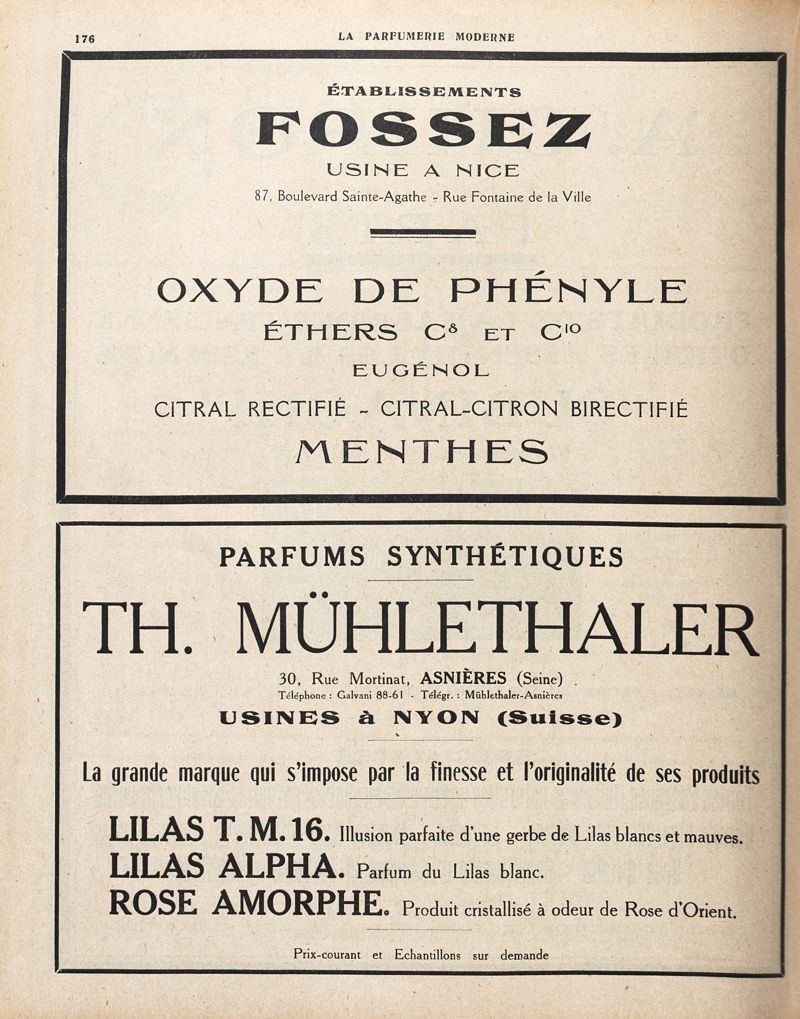 176
LA PARFUMERIE MODERNE
ÉTABLISSEMENTS
FOSSEZ
USINE A NICE
87, Boulevard Sainte-Agathe - Rue Fontaine de la Ville
OXYDE DE PHÉNYLE
ÉTHERS C⁸ ET C¹⁰
EUGÉNOL
CITRAL RECTIFIÉ - CITRAL-CITRON BIRECTIFIÉ
MENTHES
PARFUMS SYNTHÉTIQUES
TH. MÜHLETHALER
30, Rue Mortinat, ASNIÈRES (Seine)
Téléphone : Galvani 88-61 - Télégr. : Mühlethaler-Asnières
USINES à NYON (Suisse)
La grande marque qui s'impose par la finesse et l'originalité de ses produits
LILAS T. M. 16. Illusion parfaite d'une gerbe de Lilas blancs et mauves.
LILAS ALPHA. Parfum du Lilas blanc.
ROSE AMORPHE. Produit cristallisé à odeur de Rose d'Orient.
Prix-courant et Echantillons sur demande